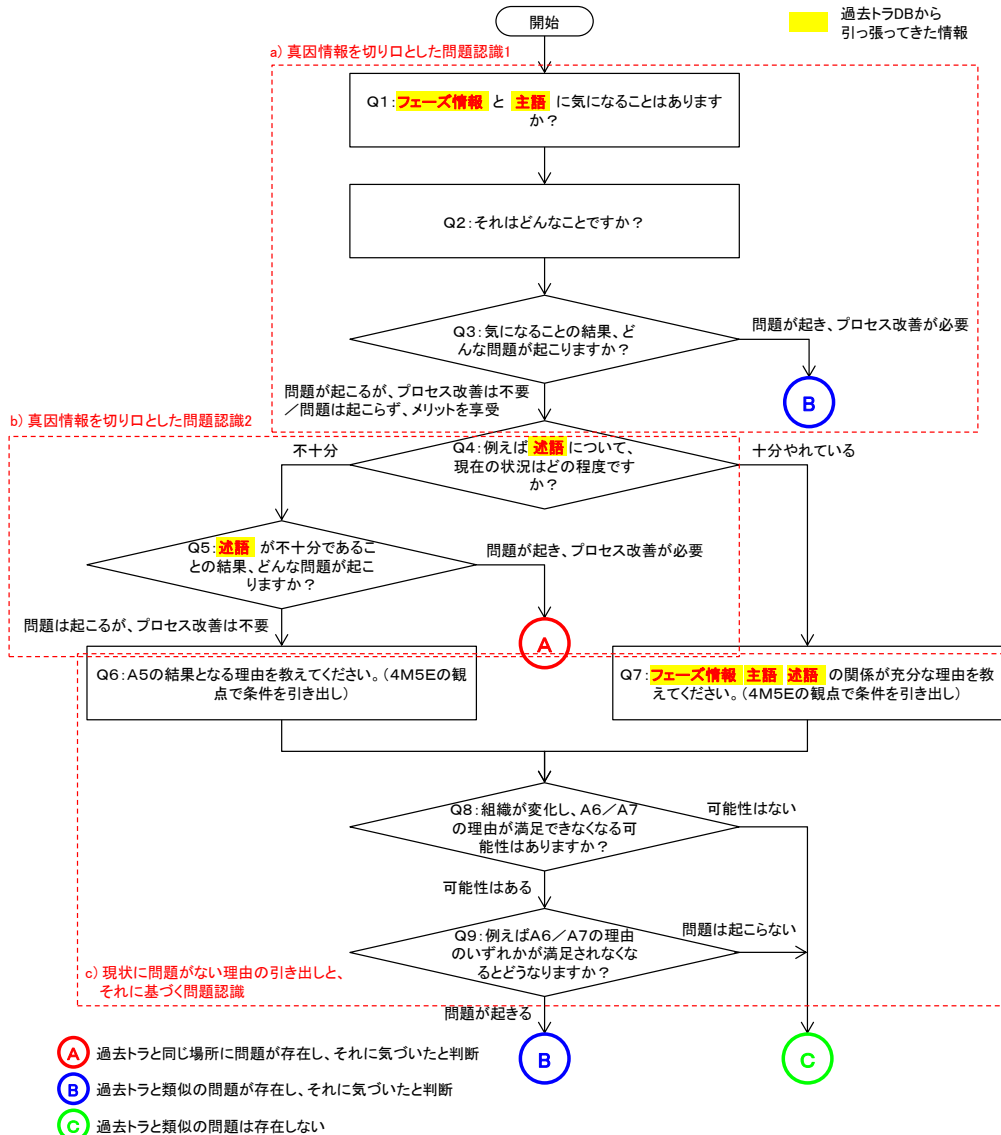 開始
過去トラDBから
引っ張ってきた情報
a) 真因情報を切り口とした問題認識1
Q1:フェーズ情報 と 主語 に気になることはあります
か？
Q2:それはどんなことですか？
Q3:気になることの結果、ど
んな問題が起こりますか？
問題が起き、プロセス改善が必要
B
問題が起こるが、プロセス改善は不要
／問題は起こらず、メリットを享受
b) 真因情報を切り口とした問題認識2
不十分
Q4:例えば 述語 について、
現在の状況はどの程度です
か？
十分やれている
Q5:述語 が不十分であるこ
との結果、どんな問題が起こ
りますか？
問題が起き、プロセス改善が必要
A
問題は起こるが、プロセス改善は不要
Q6:A5の結果となる理由を教えてください。(4M5Eの観
点で条件を引き出し)
Q7:フェーズ情報 主語 述語 の関係が充分な理由を教
えてください。(4M5Eの観点で条件を引き出し)
Q8:組織が変化し、A6／A7
の理由が満足できなくなる可
能性はありますか？
可能性はない
可能性はある
Q9:例えばA6／A7の理由
のいずれかが満足されなくな
るとどうなりますか？
問題は起こらない
c) 現状に問題がない理由の引き出しと、
それに基づく問題認識
問題が起きる
B
C
A 過去トラと同じ場所に問題が存在し、それに気づいたと判断
B 過去トラと類似の問題が存在し、それに気づいたと判断
C 過去トラと類似の問題は存在しない